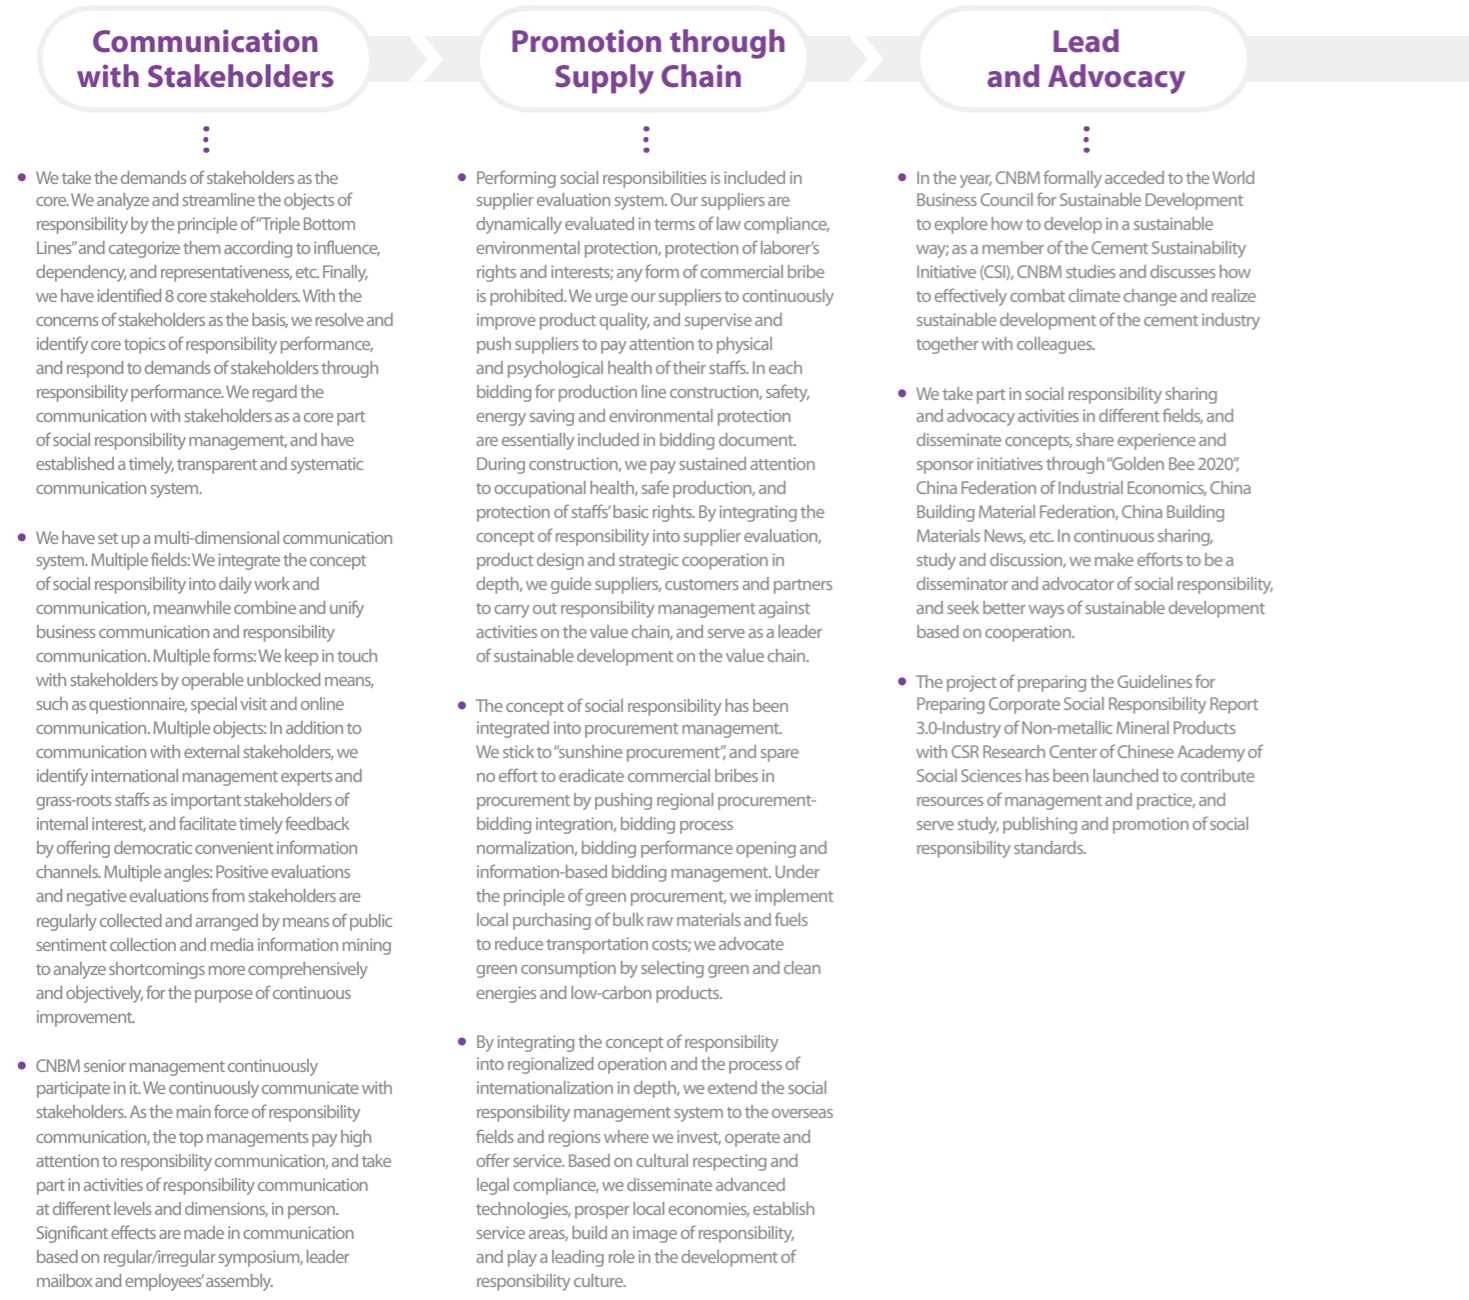 Communication
with Stakeholders
We take the demands of stakeholders as the
core. We analyze and streamline the objects of
responsibility by the principle of “Triple Bottom
Lines” and categorize them according to influence,
dependency, and representativeness, etc. Finally,
we have identified 8 core stakeholders. With the
concerns of stakeholders as the basis, we resolve and
identify core topics of responsibility performance,
and respond to demands of stakeholders through
responsibility performance. We regard the
communication with stakeholders as a core part
of social responsibility management, and have
established a timely, transparent and systematic
communication system.
We have set up a multi-dimensional communication
system. Multiple fields: We integrate the concept
of social responsibility into daily work and
communication, meanwhile combine and unify
business communication and responsibility
communication. Multiple forms: We keep in touch
with stakeholders by operable unblocked means,
such as questionnaire, special visit and online
communication. Multiple objects: In addition to
communication with external stakeholders, we
identify international management experts and
grass-roots staffs as important stakeholders of
internal interest, and facilitate timely feedback
by offering democratic convenient information
channels. Multiple angles: Positive evaluations
and negative evaluations from stakeholders are
regularly collected and arranged by means of public
sentiment collection and media information mining
to analyze shortcomings more comprehensively
and objectively, for the purpose of continuous
improvement.
CNBM senior management continuously
participate in it. We continuously communicate with
stakeholders. As the main force of responsibility
communication, the top managements pay high
attention to responsibility communication, and take
part in activities of responsibility communication
at different levels and dimensions, in person.
Significant effects are made in communication
based on regular/irregular symposium, leader
mailbox and employees’ assembly.
Promotion through
Supply Chain
Performing social responsibilities is included in
supplier evaluation system. Our suppliers are
dynamically evaluated in terms of law compliance,
environmental protection, protection of laborer’s
rights and interests; any form of commercial bribe
is prohibited. We urge our suppliers to continuously
improve product quality, and supervise and
push suppliers to pay attention to physical
and psychological health of their staffs. In each
bidding for production line construction, safety,
energy saving and environmental protection
are essentially included in bidding document.
During construction, we pay sustained attention
to occupational health, safe production, and
protection of staffs’ basic rights. By integrating the
concept of responsibility into supplier evaluation,
product design and strategic cooperation in
depth, we guide suppliers, customers and partners
to carry out responsibility management against
activities on the value chain, and serve as a leader
of sustainable development on the value chain.
The concept of social responsibility has been
integrated into procurement management.
We stick to “sunshine procurement”, and spare
no effort to eradicate commercial bribes in
procurement by pushing regional procurement-
bidding integration, bidding process
normalization, bidding performance opening and
information-based bidding management. Under
the principle of green procurement, we implement
local purchasing of bulk raw materials and fuels
to reduce transportation costs; we advocate
green consumption by selecting green and clean
energies and low-carbon products.
By integrating the concept of responsibility
into regionalized operation and the process of
internationalization in depth, we extend the social
responsibility management system to the overseas
fields and regions where we invest, operate and
offer service. Based on cultural respecting and
legal compliance, we disseminate advanced
technologies, prosper local economies, establish
service areas, build an image of responsibility,
and play a leading role in the development of
responsibility culture.
Lead
and Advocacy
In the year, CNBM formally acceded to the World
Business Council for Sustainable Development
to explore how to develop in a sustainable
way; as a member of the Cement Sustainability
Initiative (CSI), CNBM studies and discusses how
to effectively combat climate change and realize
sustainable development of the cement industry
together with colleagues.
We take part in social responsibility sharing
and advocacy activities in different fields, and
disseminate concepts, share experience and
sponsor initiatives through “Golden Bee 2020”,
China Federation of Industrial Economics, China
Building Material Federation, China Building
Materials News, etc. In continuous sharing,
study and discussion, we make efforts to be a
disseminator and advocator of social responsibility,
and seek better ways of sustainable development
based on cooperation.
The project of preparing the Guidelines for
Preparing Corporate Social Responsibility Report
3.0-Industry of Non-metallic Mineral Products
with CSR Research Center of Chinese Academy of
Social Sciences has been launched to contribute
resources of management and practice, and
serve study, publishing and promotion of social
responsibility standards.